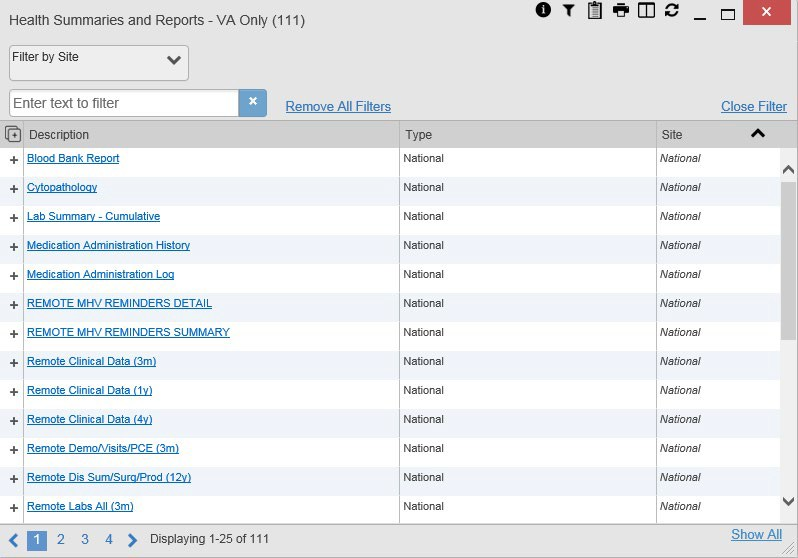 Health Summaries and Reports - VA Only (111)
Filter by Site
Enter text to filter
Remove All Filters
Close Filter
Description Type Site
Blood Bank Report National National
Cytopathology National National
Lab Summary - Cumulative National National
Medication Administration History National National
Medication Administration Log National National
REMOTE MHV REMINDERS DETAIL National National
REMOTE MHV REMINDERS SUMMARY National National
Remote Clinical Data (3m) National National
Remote Clinical Data (1y) National National
Remote Clinical Data (4y) National National
Remote Demo/Visits/PCE (3m) National National
Remote Dis Sum/Surg/Prod (12y) National National
Remote Labs All (3m) National National
1 2 3 4 Displaying 1-25 of 111
Show All